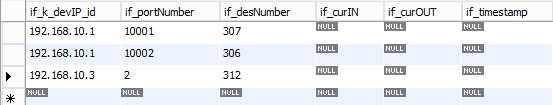 if_k_devIP_id if_portNumber if_desNumber if_curIN if_curOUT if_timestamp
192.168.10.1 10001 307 NULL NULL NULL
192.168.10.1 10002 306 NULL NULL NULL
192.168.10.3 2 312 NULL NULL NULL
NULL NULL NULL NULL NULL NULL